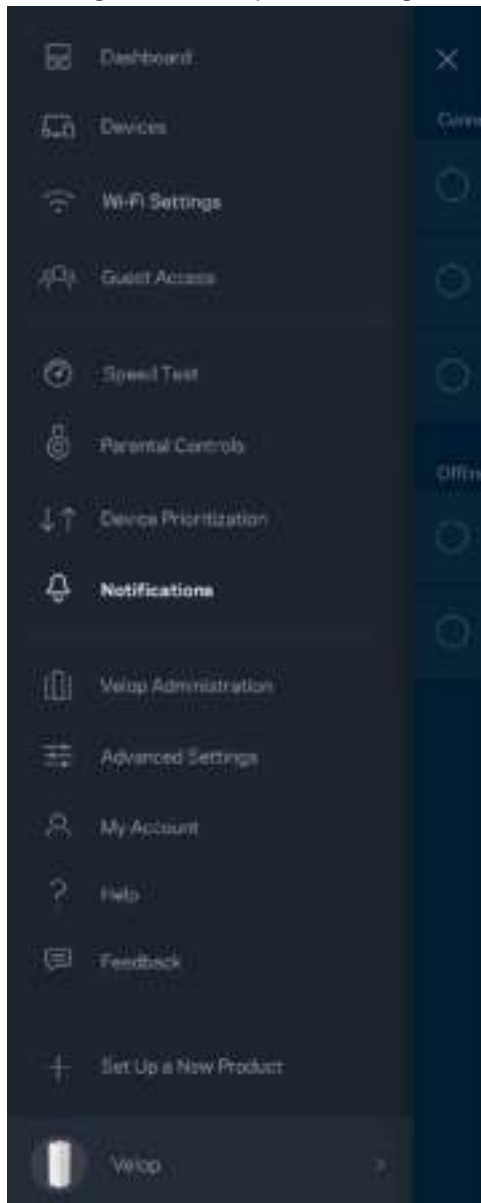 Dashboard
Devices
Wi-Fi Settings
Guest Access
Speed Test
Parental Controls
Device Prioritization
Notifications
Velop Administration
Advanced Settings
My Account
Help
Feedback
Set Up a New Product
Velop